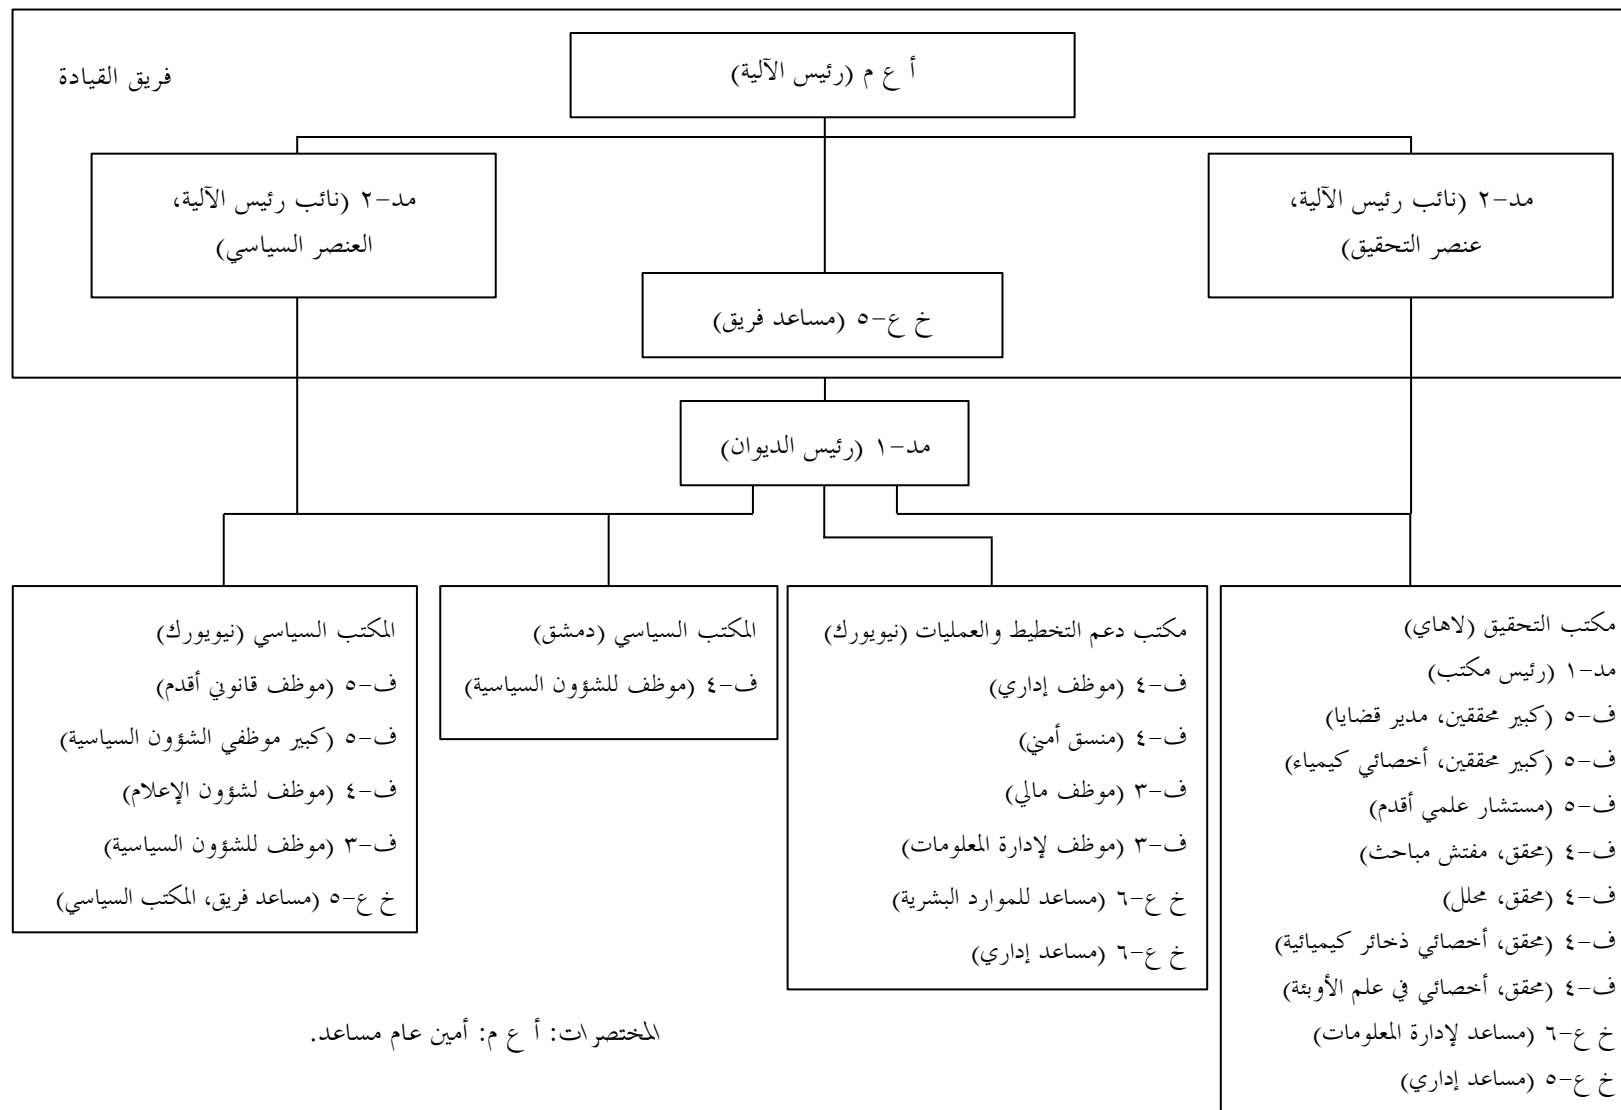 فريق القيادة
أ ع م (رئيس الآلية)
مد-٢ (نائب رئيس الآلية،
عنصر التحقيق)
مد-٢ (نائب رئيس الآلية،
العنصر السياسي)
خ ع-٥ (مساعد فريق)
مد-١ (رئيس الديوان)
مكتب التحقيق (لاهاي)
مد-١ (رئيس مكتب)
ف-٥ (كبير محققين، مدير قضايا)
ف-٥ (كبير محققين، أخصائي كيمياء)
ف-٥ (مستشار علمي أقدم)
ف-٤ (محقق، مفتش مباحث)
ف-٤ (محقق، محلل)
ف-٤ (محقق، أخصائي ذخائر كيميائية)
ف-٤ (محقق، أخصائي في علم الأوبئة)
خ ع-٦ (مساعد لإدارة المعلومات)
خ ع-٥ (مساعد إداري)
مكتب دعم التخطيط والعمليات (نيويورك)
ف-٤ (موظف إداري)
ف-٤ (منسق أمني)
ف-٣ (موظف مالي)
ف-٣ (موظف لإدارة المعلومات)
خ ع-٦ (مساعد للموارد البشرية)
خ ع-٦ (مساعد إداري)
المكتب السياسي (دمشق)
ف-٤ (موظف للشؤون السياسية)
المكتب السياسي (نيويورك)
ف-٥ (موظف قانوني أقدم)
ف-٥ (كبير موظفي الشؤون السياسية)
ف-٤ (موظف لشؤون الإعلام)
ف-٣ (موظف للشؤون السياسية)
خ ع-٥ (مساعد فريق، المكتب السياسي)
المختصرات: أ ع م: أمين عام مساعد.